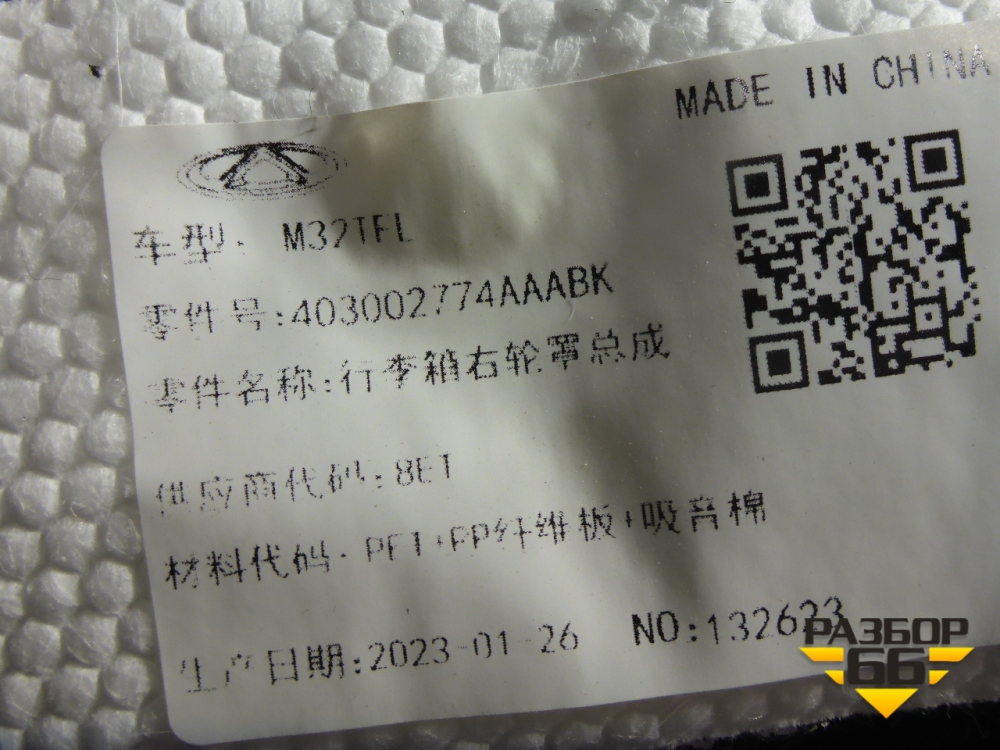 MADE IN CHINA
车型: M32TFL
零件号:403002774AAABK
零件名称:行李箱右轮罩总成
供应商代码:8ET
材料代码: PET+PP纤维板+吸音棉
生产日期:2023-01-26
NO:132623
РАЗБОР
66